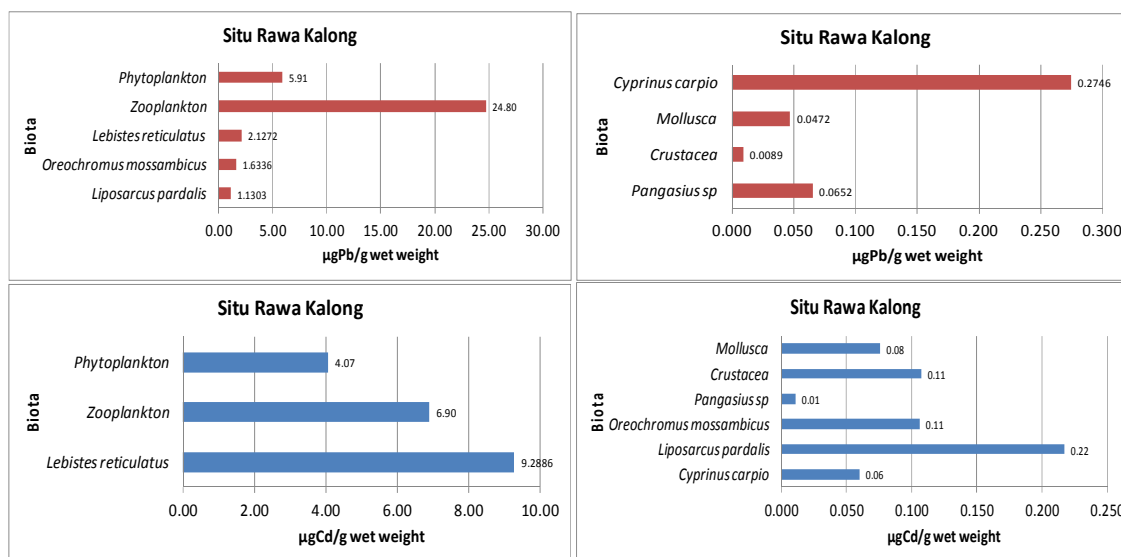 Situ Rawa Kalong
Biota
Phytoplankton
5.91
Zooplankton
24.80
Lebistes reticulatus
2.1272
Oreochromus mossambicus
1.6336
Liposarcus pardalis
1.1303
0.00 5.00 10.00 15.00 20.00 25.00 30.00
µgPb/g wet weight
Situ Rawa Kalong
Biota
Cyprinus carpio
0.2746
Mollusca
0.0472
Crustacea
0.0089
Pangasius sp
0.0652
0.000 0.050 0.100 0.150 0.200 0.250 0.300
µgPb/g wet weight
Situ Rawa Kalong
Biota
Phytoplankton
4.07
Zooplankton
6.90
Lebistes reticulatus
9.2886
0.00 2.00 4.00 6.00 8.00 10.00
µgCd/g wet weight
Situ Rawa Kalong
Biota
Mollusca
0.08
Crustacea
0.11
Pangasius sp
0.01
Oreochromus mossambicus
0.11
Liposarcus pardalis
0.22
Cyprinus carpio
0.06
0.000 0.050 0.100 0.150 0.200 0.250
µgCd/g wet weight